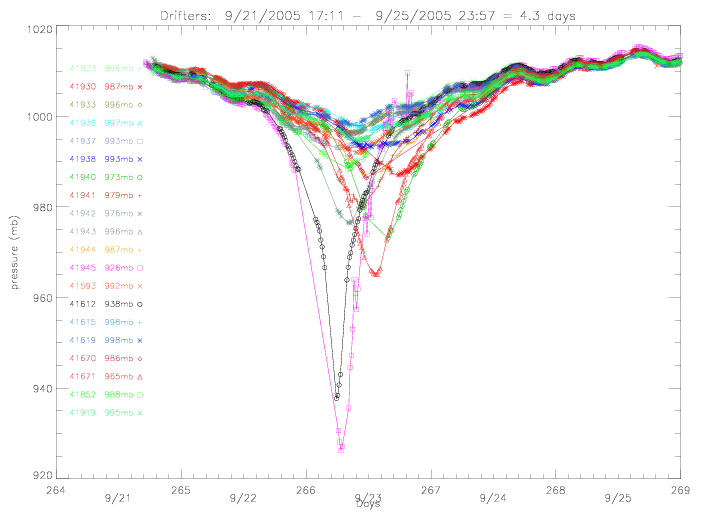 Drifters: 9/21/2005 17:11 - 9/25/2005 23:57 = 4.3 days
1020
1000
980
960
940
920
pressure (mb)
41923 996mb
41930 987mb
41933 996mb
41938 997mb
41937 993mb
41938 993mb
41940 973mb
41941 979mb
41942 976mb
41943 996mb
41944 987mb
41945 926mb
41593 992mb
41612 938mb
41615 998mb
41619 998mb
41670 986mb
41671 965mb
41852 988mb
41919 995mb
264 265 266 267 268 269
9/21 9/22 9/23 9/24 9/25
Days